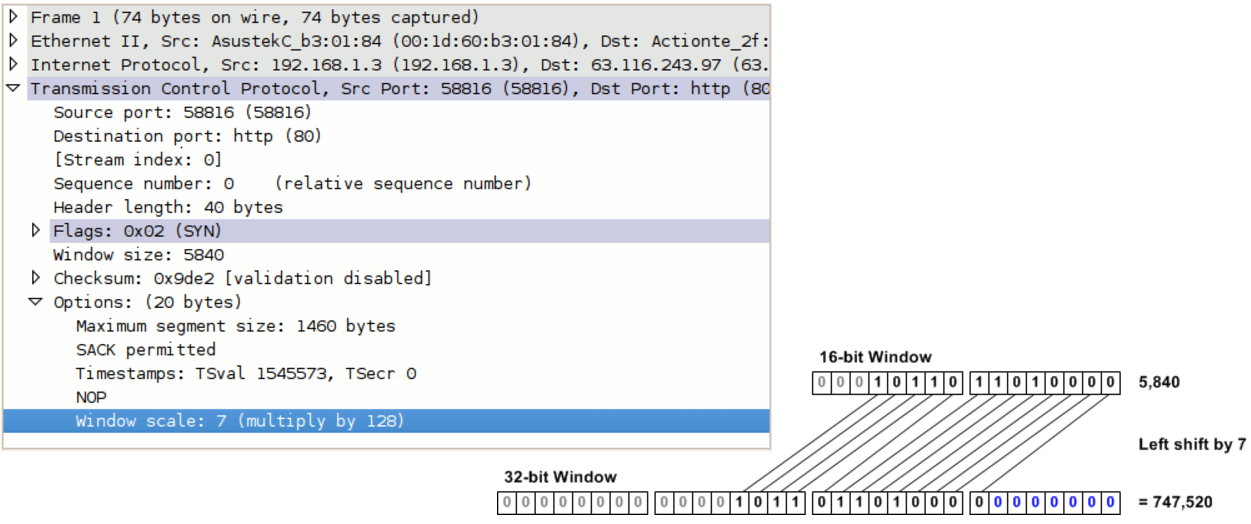 Frame 1 (74 bytes on wire, 74 bytes captured)
Ethernet II, Src: AsustekC_b3:01:84 (00:1d:60:b3:01:84), Dst: Actionte_2f:
Internet Protocol, Src: 192.168.1.3 (192.168.1.3), Dst: 63.116.243.97 (63.
Transmission Control Protocol, Src Port: 58816 (58816), Dst Port: http (80
Source port: 58816 (58816)
Destination port: http (80)
[Stream index: 0]
Sequence number: 0    (relative sequence number)
Header length: 40 bytes
Flags: 0x02 (SYN)
Window size: 5840
Checksum: 0x9de2 [validation disabled]
Options: (20 bytes)
Maximum segment size: 1460 bytes
SACK permitted
Timestamps: TSval 1545573, TSecr 0
NOP
Window scale: 7 (multiply by 128)
16-bit Window
0 0 0 1 0 1 1 0 1 1 0 1 0 0 0 0 5,840
Left shift by 7
32-bit Window
0 0 0 0 0 0 0 0 0 0 0 0 1 0 1 1 0 1 1 0 1 0 0 0 0 0 0 0 0 0 0 0 = 747,520